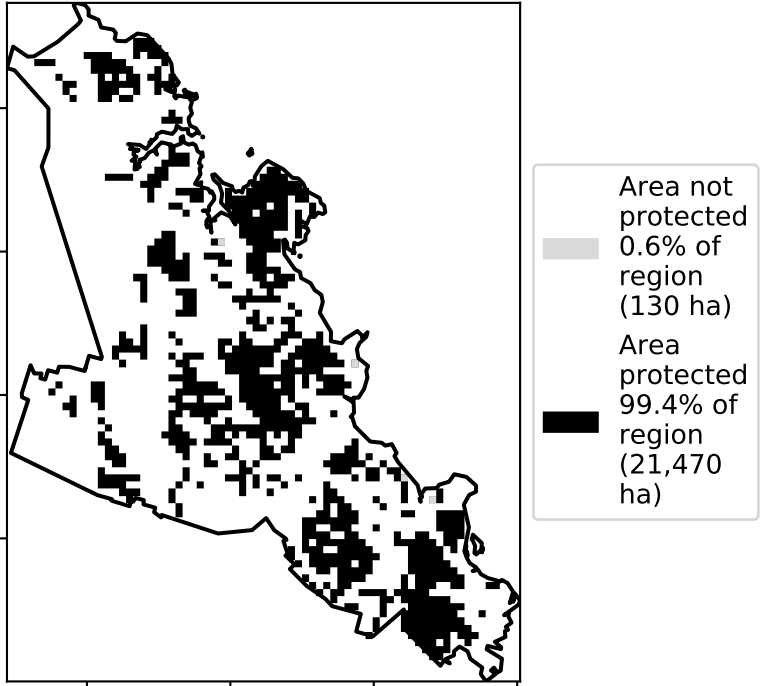 Area not
protected
0.6% of
region
(130 ha)
Area
protected
99.4% of
region
(21,470
ha)